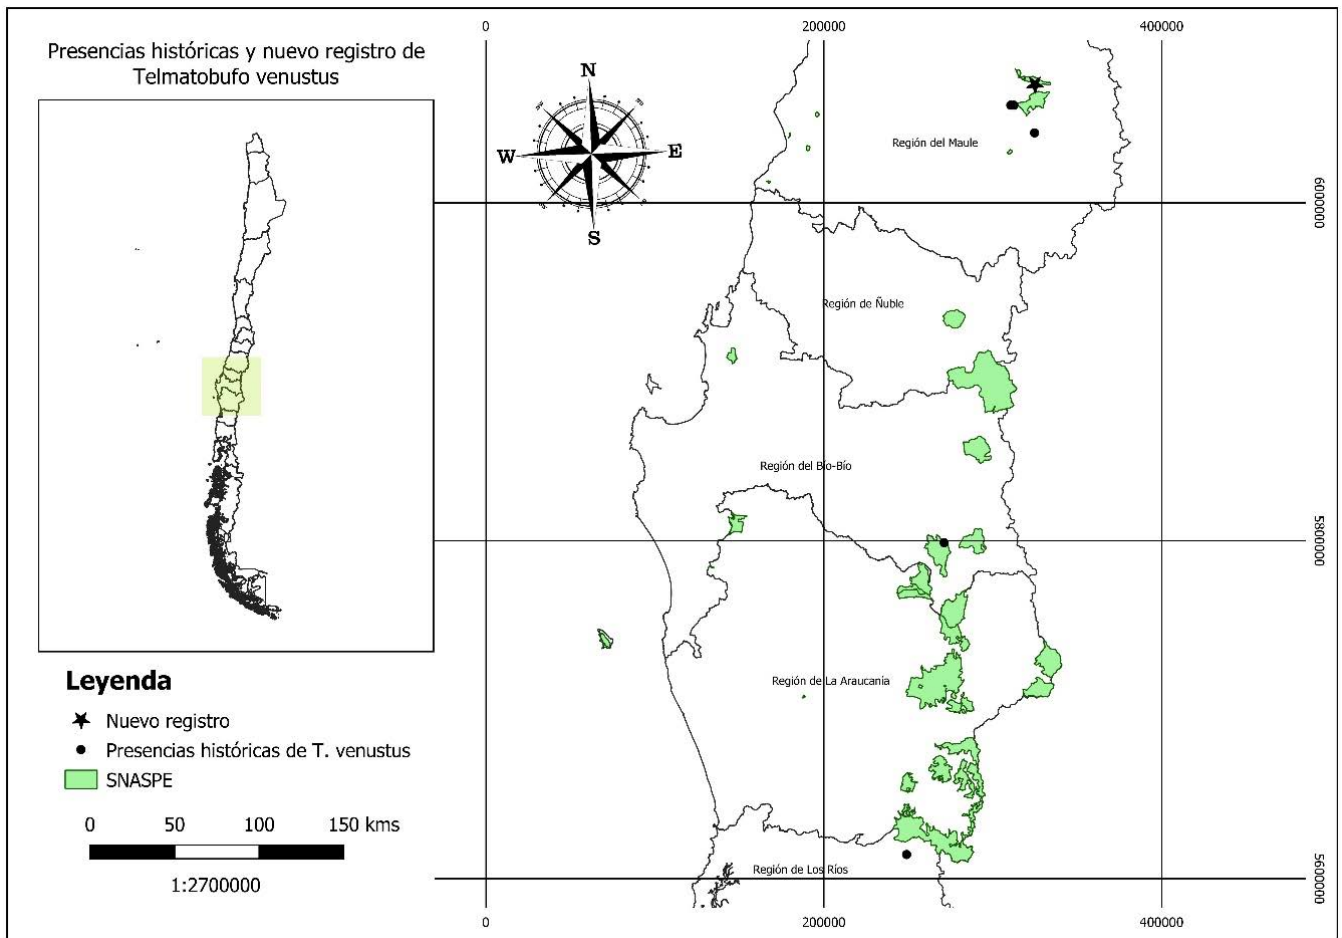 Presencias históricas y nuevo registro de
Telmatobufo venustus
Leyenda
Nuevo registro
Presencias históricas de T. venustus
SNASPE
0 50 100 150 kms
1:2700000
0 200000 400000
N
W E
S
Región del Maule
6000000
Región de Ñuble
Región del Bío-Bío
5800000
Región de La Araucanía
Región de Los Ríos
5600000
0 200000 400000